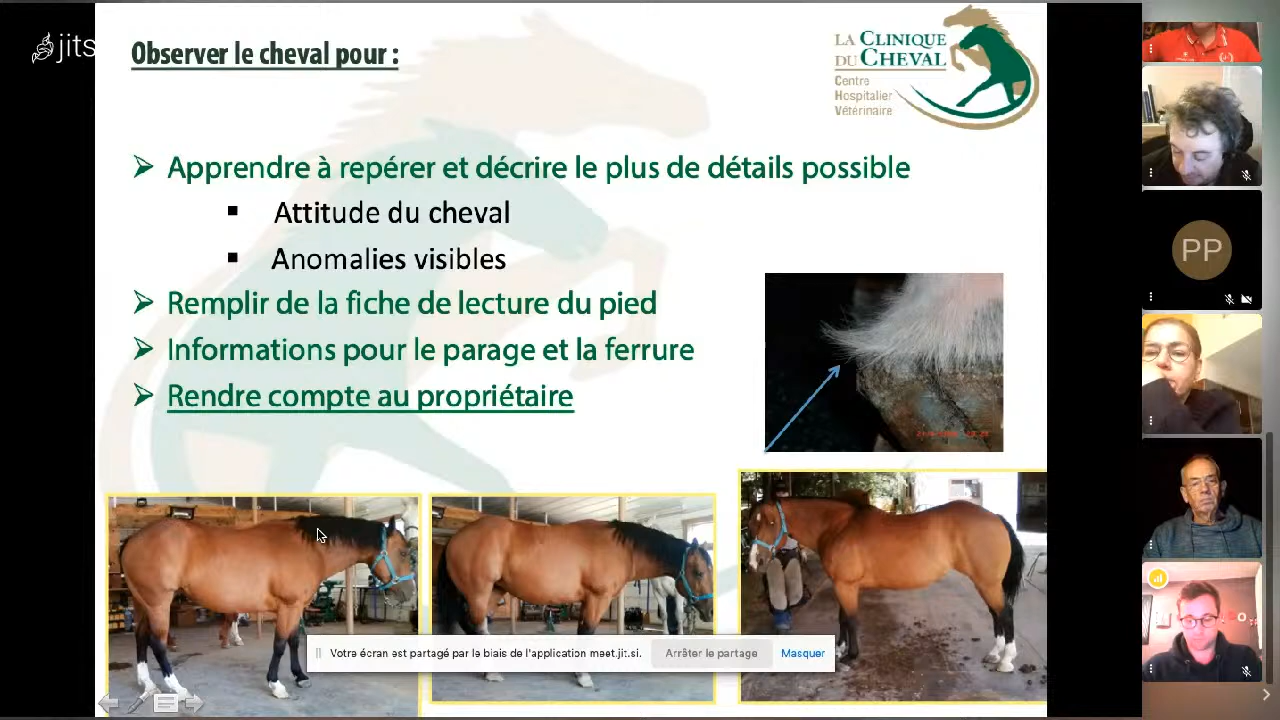 jits
Observer le cheval pour :
LA CLINIQUE
DU CHEVAL
Centre
Hospitalier
Vétérinaire
Apprendre à repérer et décrire le plus de détails possible
Attitude du cheval
Anomalies visibles
Remplir de la fiche de lecture du pied
Informations pour le parage et la ferrure
Rendre compte au propriétaire
Votre écran est partagé par le biais de l'application meet.jit.si.
Arrêter le partage
Masquer
PP